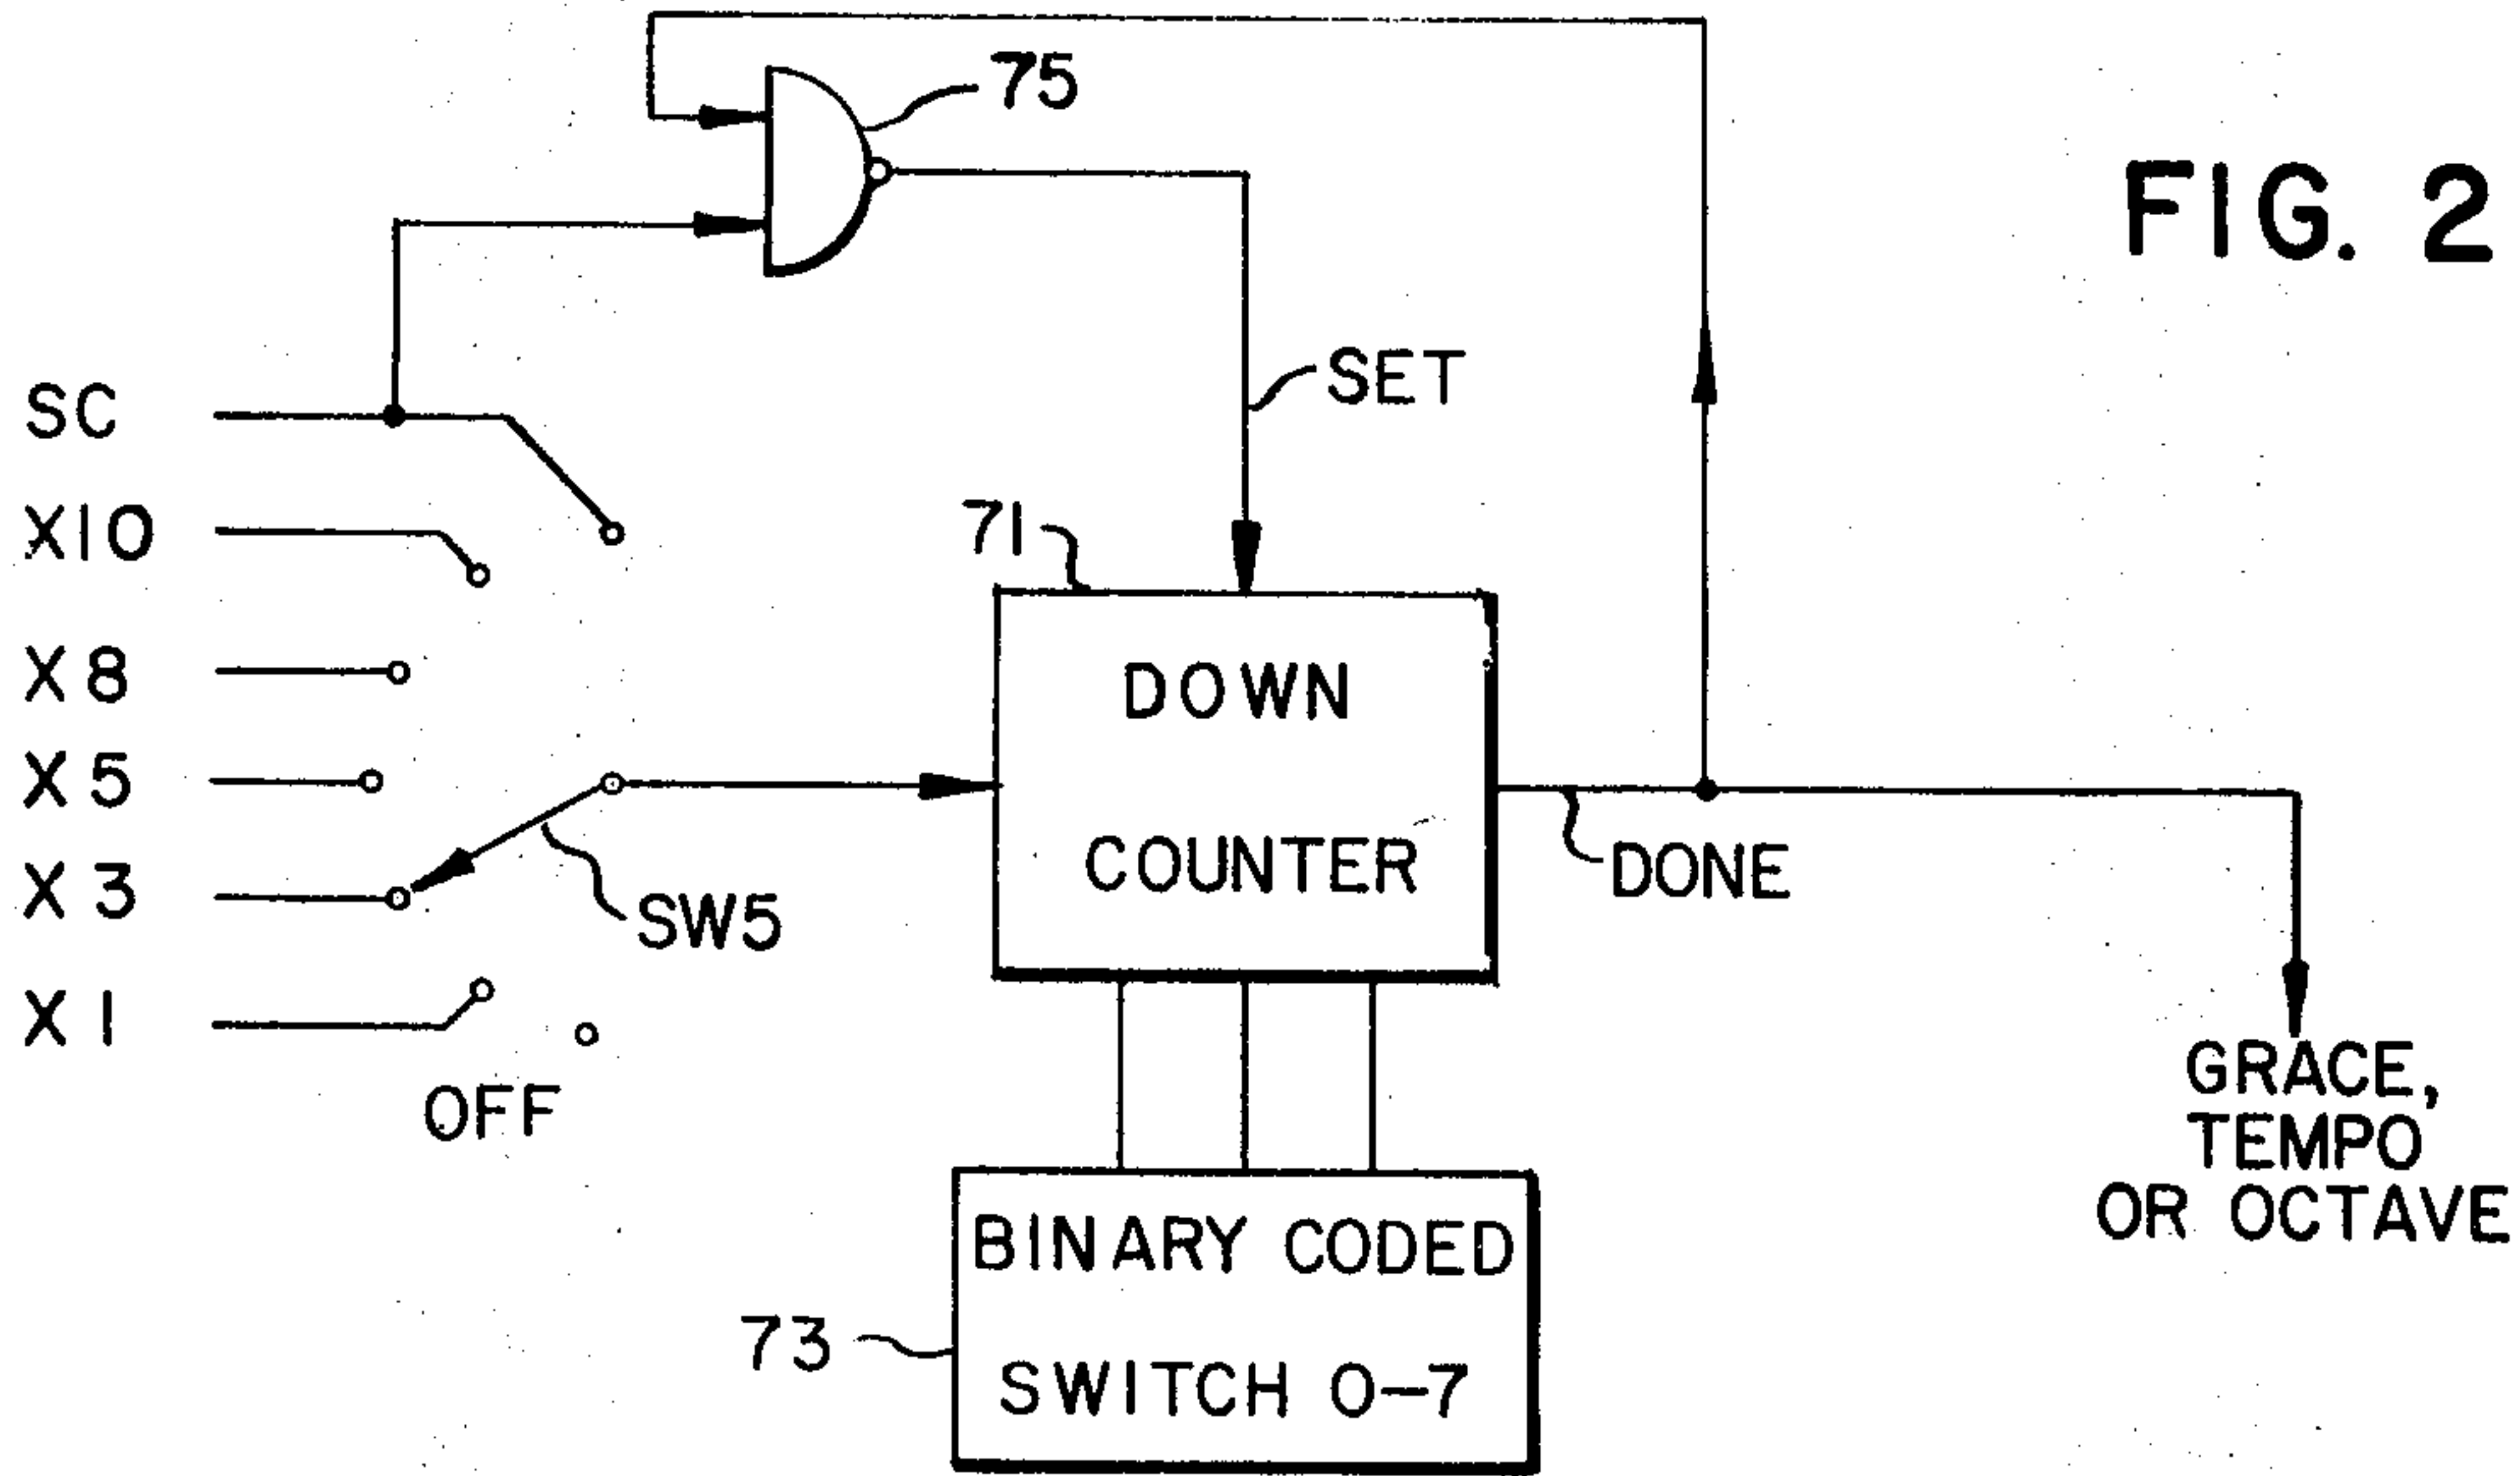 75
FIG. 2
SET
SC
X10
71
X8
DOWN
X5
COUNTER
DONE
X3
SW5
X1
OFF
GRACE,
TEMPO
OR OCTAVE
BINARY CODED
73
SWITCH 0-7